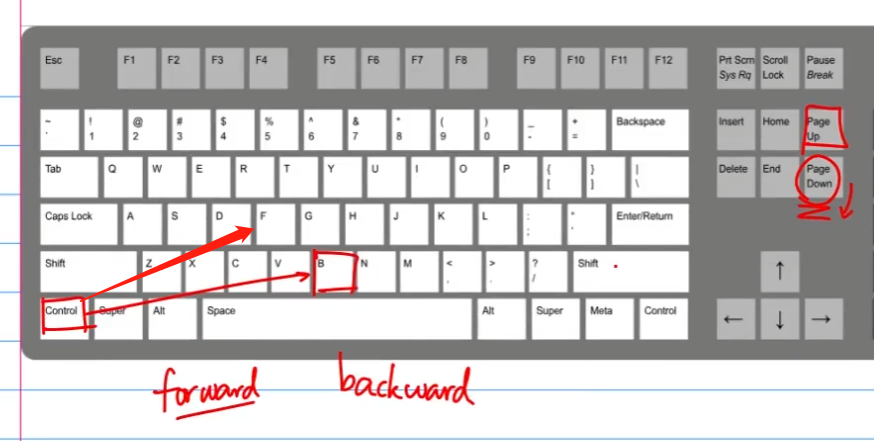 Esc F1 F2 F3 F4 F5 F6 F7 F8 F9 F10 F11 F12 Prt Scrn Scroll Pause
Sys Rq Lock Break
~ ! @ # $ % ^ & * ( ) _ + Backspace Insert Home Page
` 1 2 3 4 5 6 7 8 9 0 - = Up
Tab Q W E R T Y U I O P { } | Delete End Page
[ ] \ Down
Caps Lock A S D F G H J K L : " Enter/Return
; '
Shift Z X C V B N M < > ? Shift ↑
, . /
Control Super Alt Space Alt Super Meta Control ← ↓ →
forward backward